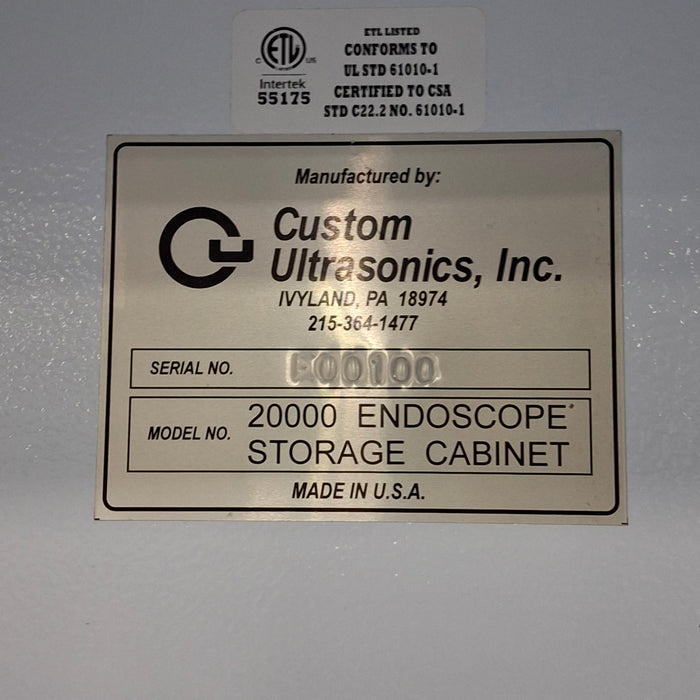 ETL LISTED
CONFORMS TO
UL STD 61010-1
CERTIFIED TO CSA
STD C22.2 NO. 61010-1
C ETL US
Intertek
55175
Manufactured by:
Custom
Ultrasonics, Inc.
IVYLAND, PA 18974
215-364-1477
SERIAL NO.
MODEL NO. 20000 ENDOSCOPE
STORAGE CABINET
MADE IN U.S.A.